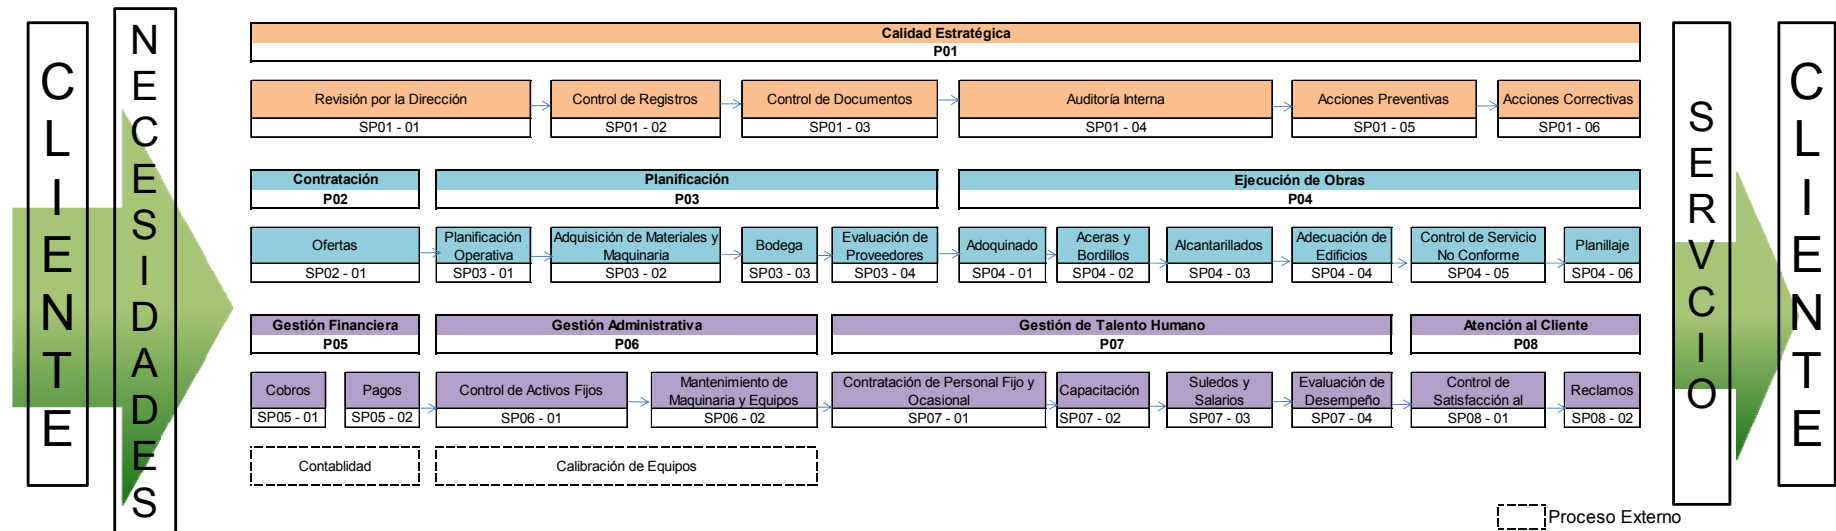 CLIENTE
NECESIDADES
Calidad Estratégica
P01
Revisión por la Dirección
SP01 - 01
Control de Registros
SP01 - 02
Control de Documentos
SP01 - 03
Auditoría Interna
SP01 - 04
Acciones Preventivas
SP01 - 05
Acciones Correctivas
SP01 - 06
Contratación
P02
Planificación
P03
Ejecución de Obras
P04
Ofertas
SP02 - 01
Planificación
Operativa
SP03 - 01
Adquisición de Materiales y
Maquinaria
SP03 - 02
Bodega
SP03 - 03
Evaluación de
Proveedores
SP03 - 04
Adoquinado
SP04 - 01
Aceras y
Bordillos
SP04 - 02
Alcantarillados
SP04 - 03
Adecuación de
Edificios
SP04 - 04
Control de Servicio
No Conforme
SP04 - 05
Planillaje
SP04 - 06
Gestión Financiera
P05
Gestión Administrativa
P06
Gestión de Talento Humano
P07
Atención al Cliente
P08
Cobros
SP05 - 01
Pagos
SP05 - 02
Control de Activos Fijos
SP06 - 01
Mantenimiento de
Maquinaria y Equipos
SP06 - 02
Contratación de Personal Fijo y
Ocasional
SP07 - 01
Capacitación
SP07 - 02
Suledos y
Salarios
SP07 - 03
Evaluación de
Desempeño
SP07 - 04
Control de
Satisfacción al
SP08 - 01
Reclamos
SP08 - 02
Contablidad
Calibración de Equipos
Proceso Externo
SERVCIO
CLIENTE